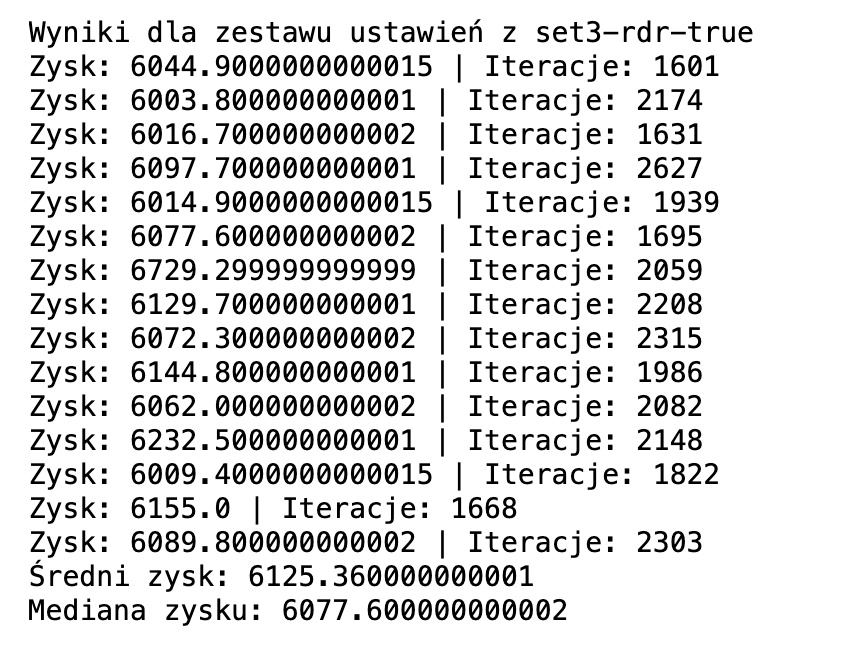 Wyniki dla zestawu ustawień z set3-rdr-true
Zysk: 6044.9000000000015 | Iteracje: 1601
Zysk: 6003.800000000001 | Iteracje: 2174
Zysk: 6016.700000000002 | Iteracje: 1631
Zysk: 6097.700000000001 | Iteracje: 2627
Zysk: 6014.9000000000015 | Iteracje: 1939
Zysk: 6077.600000000002 | Iteracje: 1695
Zysk: 6729.299999999999 | Iteracje: 2059
Zysk: 6129.700000000001 | Iteracje: 2208
Zysk: 6072.300000000002 | Iteracje: 2315
Zysk: 6144.800000000001 | Iteracje: 1986
Zysk: 6062.000000000002 | Iteracje: 2082
Zysk: 6232.500000000001 | Iteracje: 2148
Zysk: 6009.4000000000015 | Iteracje: 1822
Zysk: 6155.0 | Iteracje: 1668
Zysk: 6089.800000000002 | Iteracje: 2303
Średni zysk: 6125.360000000001
Mediana zysku: 6077.600000000002